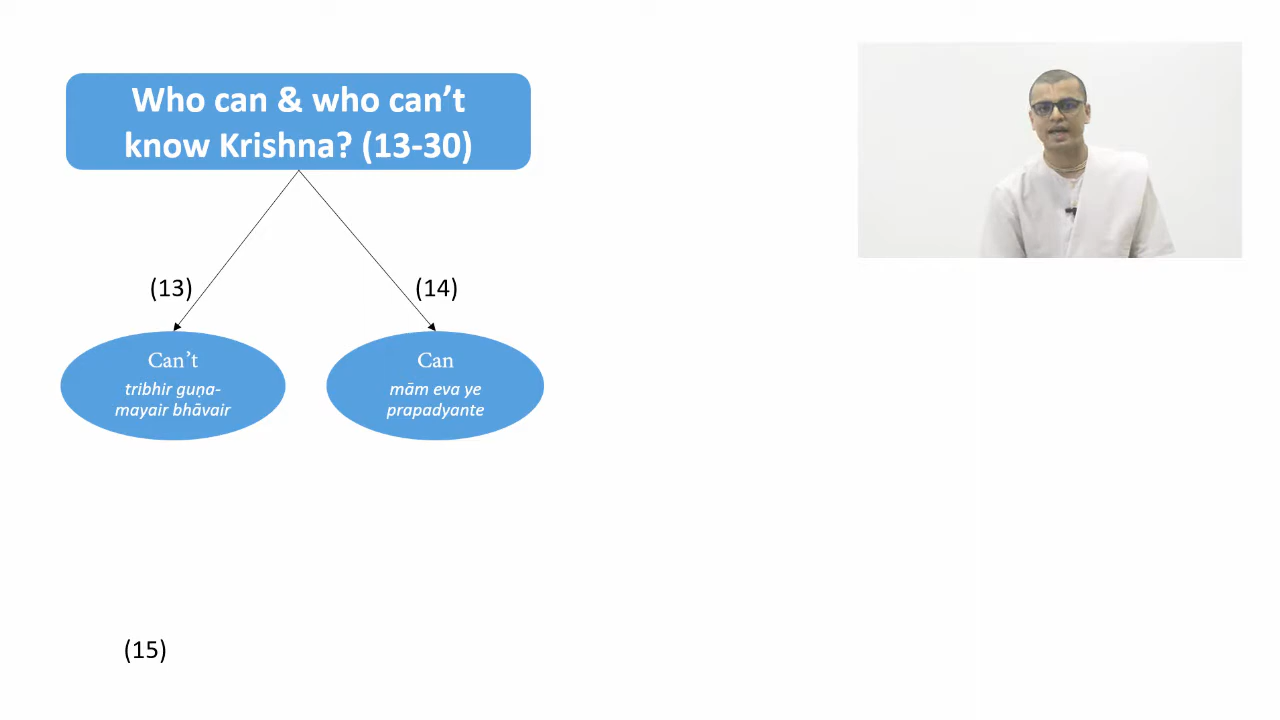 Who can & who can’t
know Krishna? (13-30)
(13)
(14)
Can’t
tribhir guṇa-
mayair bhāvair
Can
mām eva ye
prapadyante
(15)